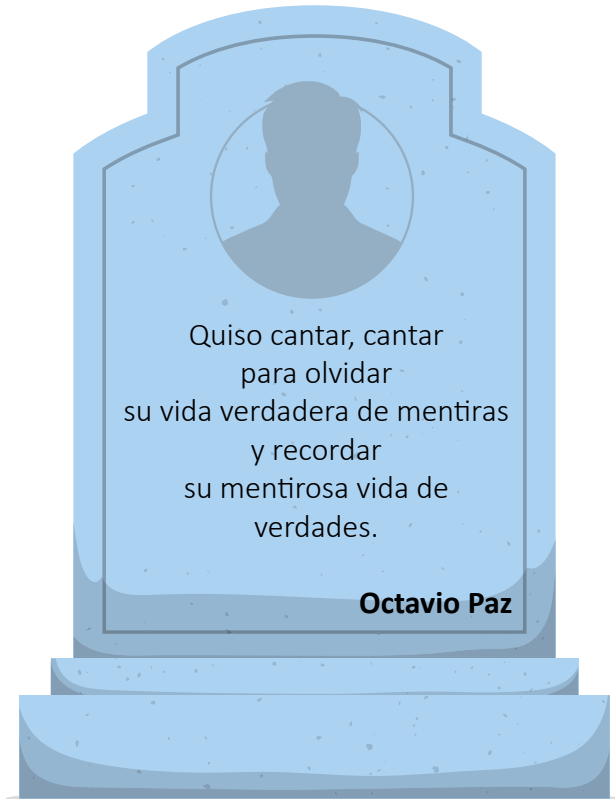 Quiso cantar, cantar
para olvidar
su vida verdadera de mentiras
y recordar
su mentirosa vida de
verdades.
Octavio Paz